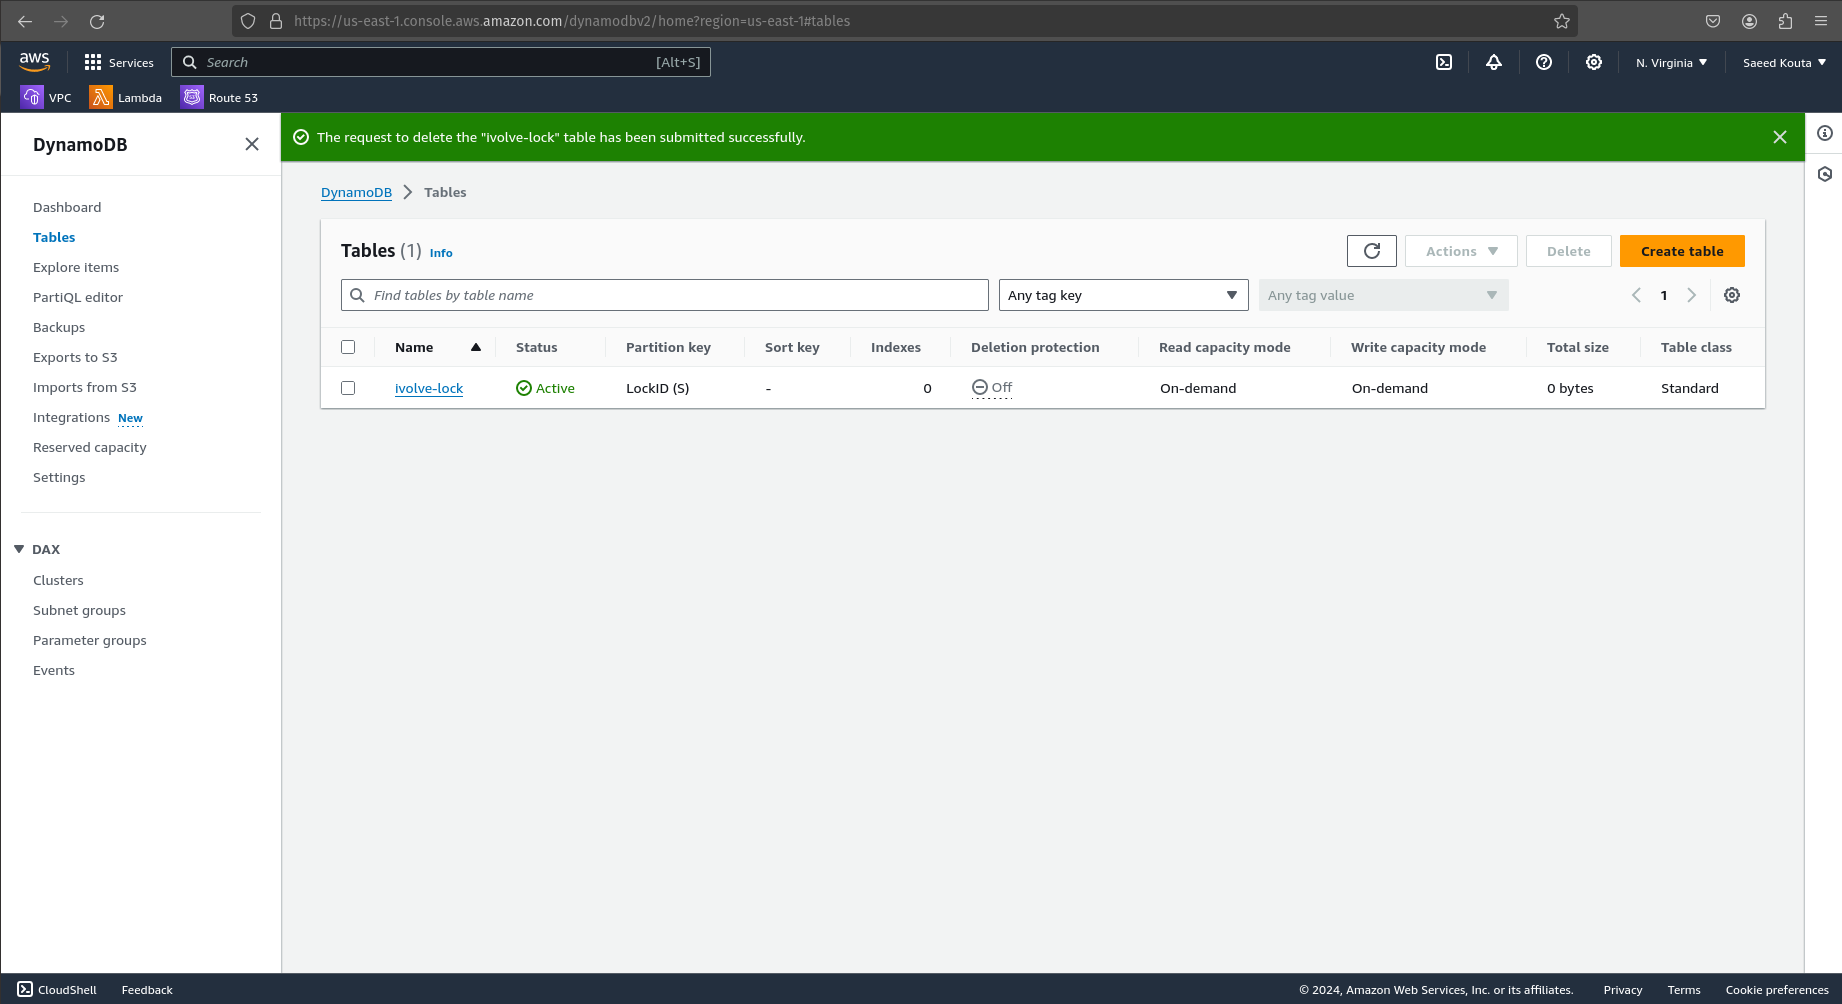 https://us-east-1.console.aws.amazon.com/dynamodbv2/home?region=us-east-1#tables
aws Services Search [Alt+S] N. Virginia Saeed Kouta
VPC Lambda Route 53
DynamoDB
The request to delete the "ivolve-lock" table has been submitted successfully.
Dashboard
Tables
Explore items
PartiQL editor
Backups
Exports to S3
Imports from S3
Integrations New
Reserved capacity
Settings
DAX
Clusters
Subnet groups
Parameter groups
Events
DynamoDB Tables
Tables (1) Info Actions Delete Create table
Find tables by table name Any tag key Any tag value 1
Name Status Partition key Sort key Indexes Deletion protection Read capacity mode Write capacity mode Total size Table class
ivolve-lock Active LockID (S) - 0 Off On-demand On-demand 0 bytes Standard
CloudShell Feedback © 2024, Amazon Web Services, Inc. or its affiliates. Privacy Terms Cookie preferences